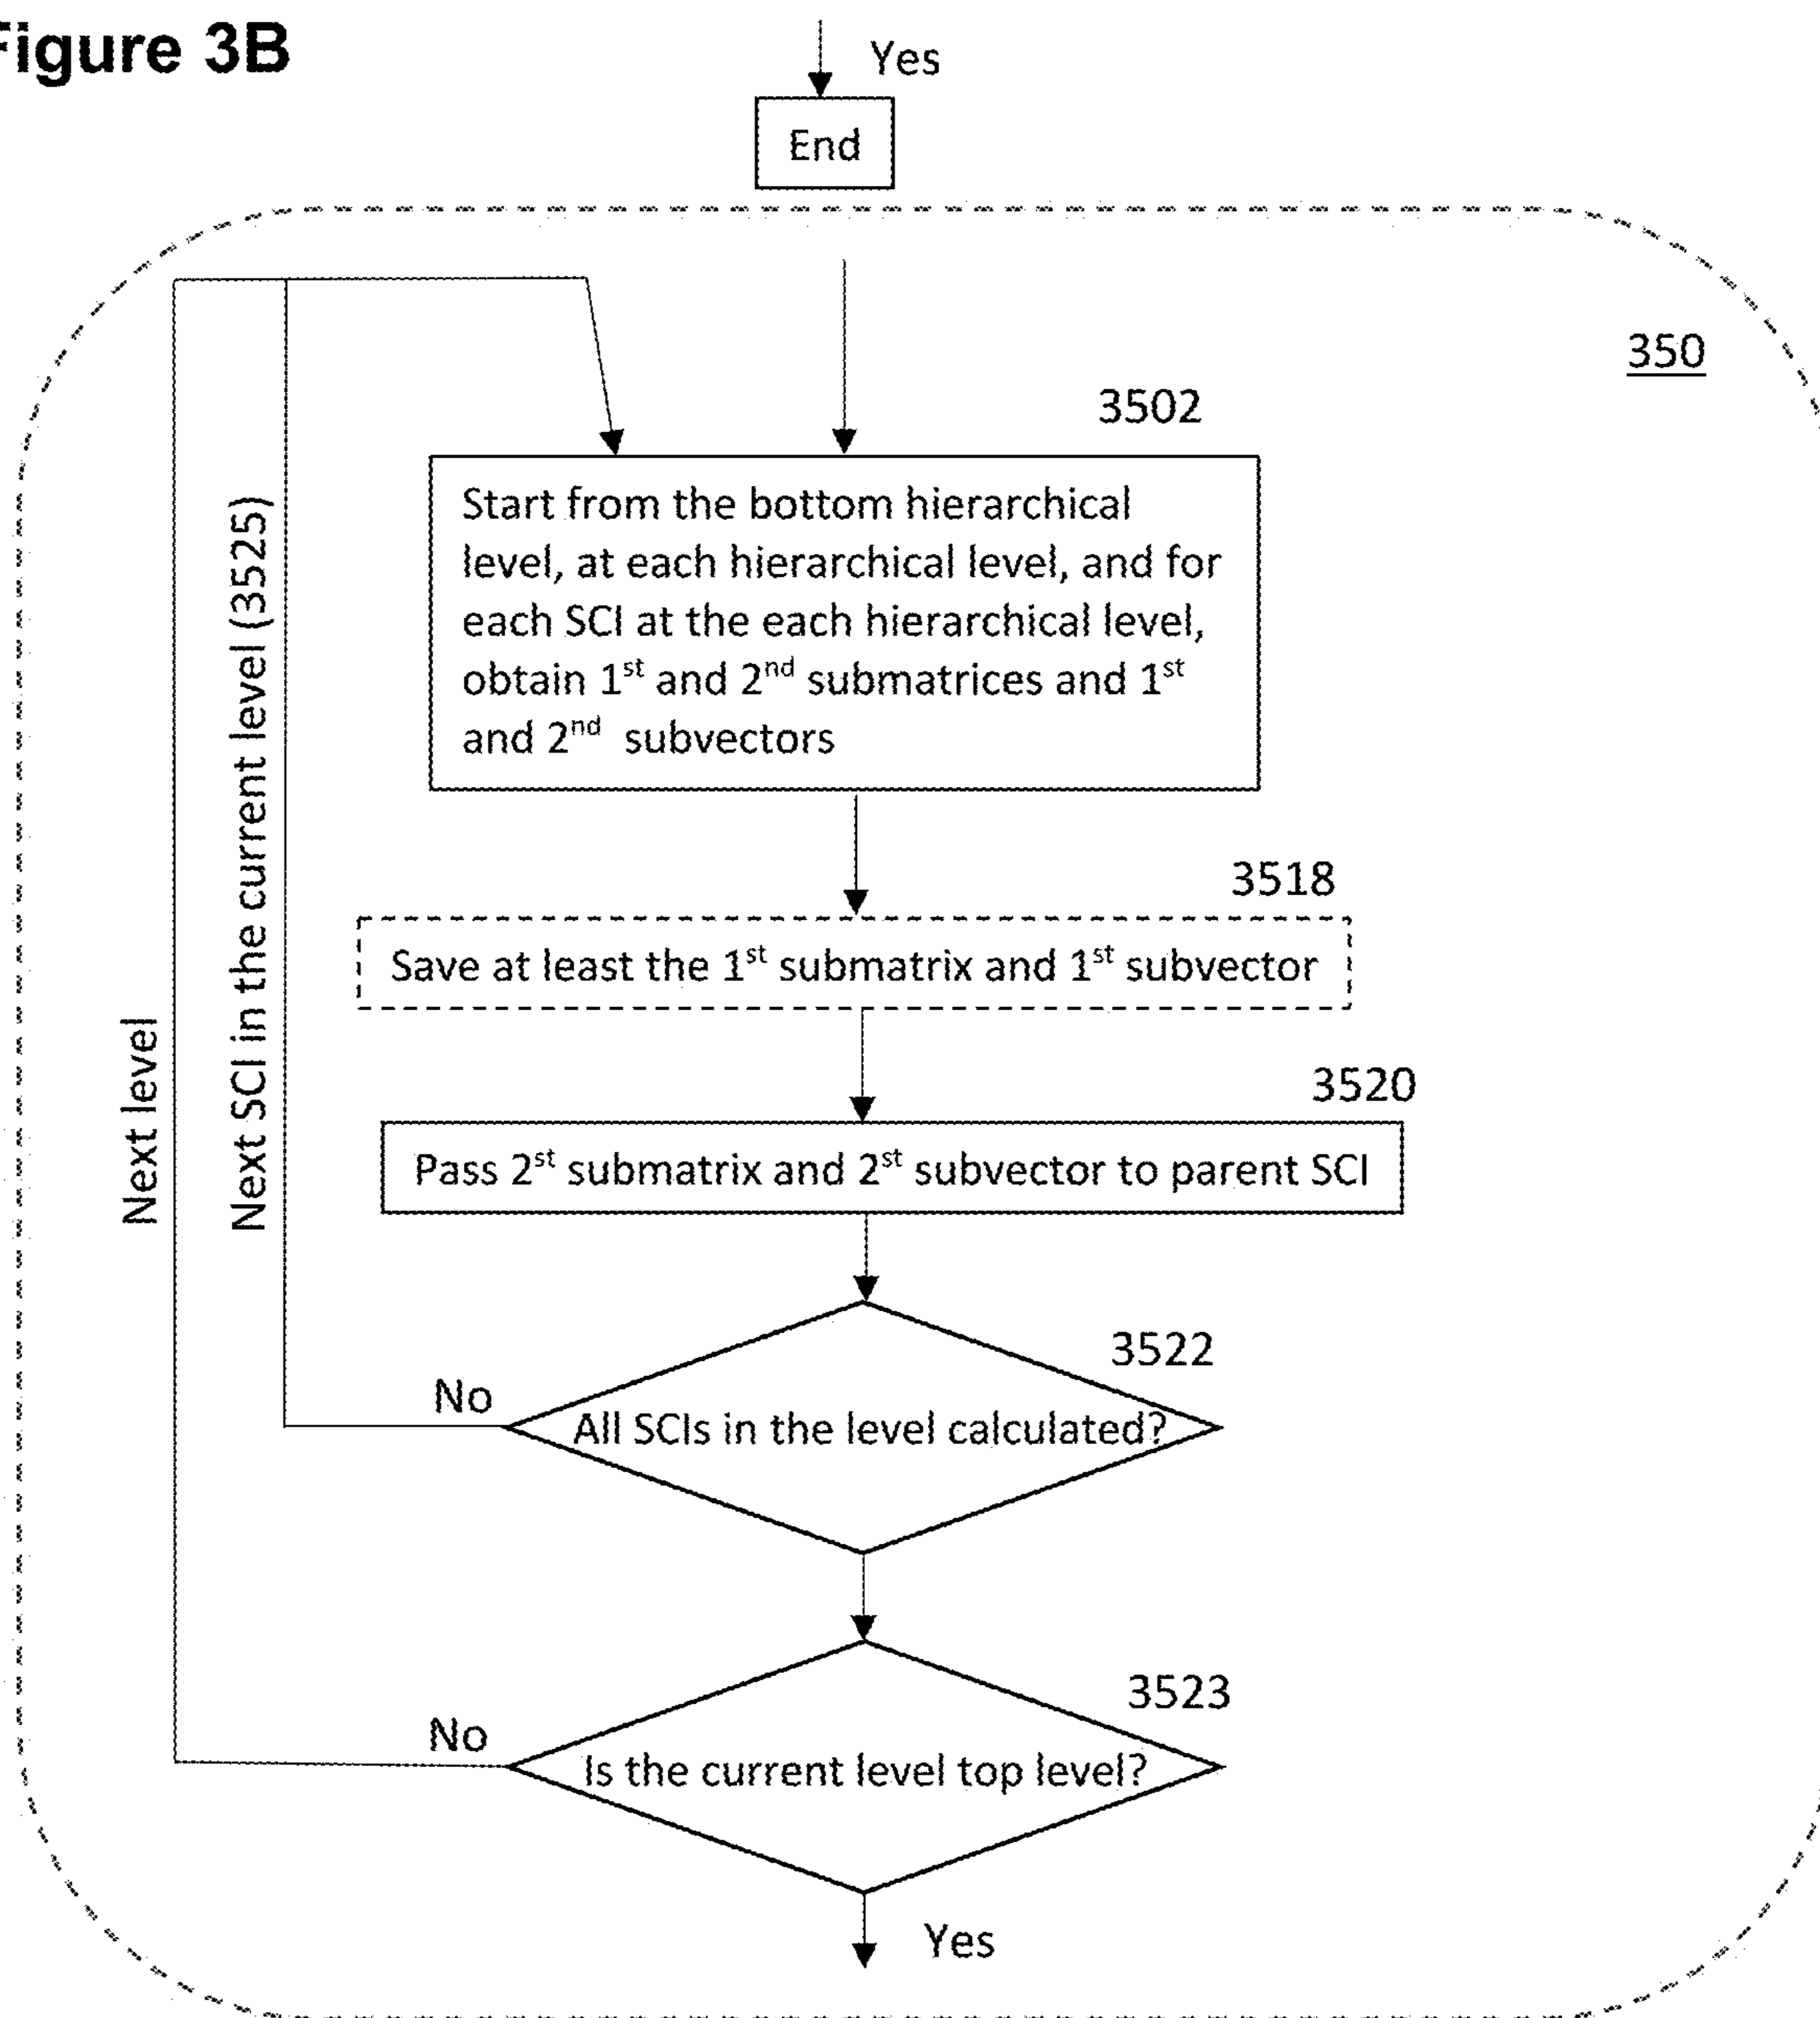 Figure 3B
Yes
End
350
3502
Start from the bottom hierarchical
level, at each hierarchical level, and for
each SCI at the each hierarchical level,
obtain 1st and 2nd submatrices and 1st
and 2nd subvectors
3518
Save at least the 1st submatrix and 1st subvector
3520
Pass 2st submatrix and 2st subvector to parent SCI
3522
No
All SCIs in the level calculated?
3523
No
Is the current level top level?
Yes
Next level
Next SCI in the current level (3525)